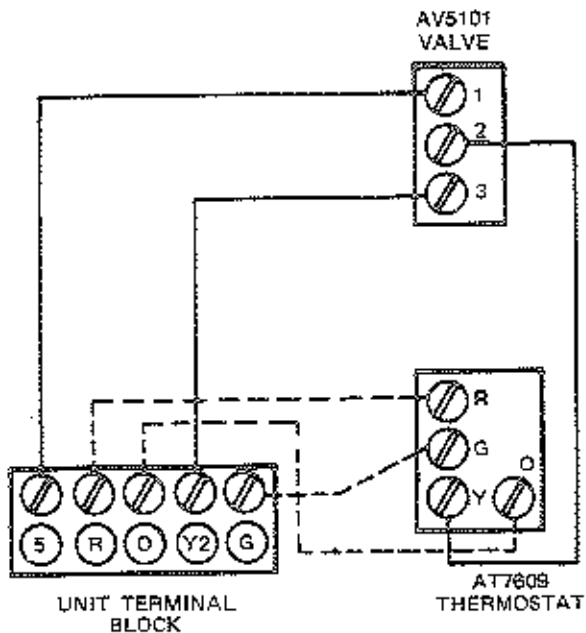 AV5101
VALVE
1
2
3
R
G
O
Y
5 R O Y2 G
UNIT TERMINAL
BLOCK
AT7609
THERMOSTAT